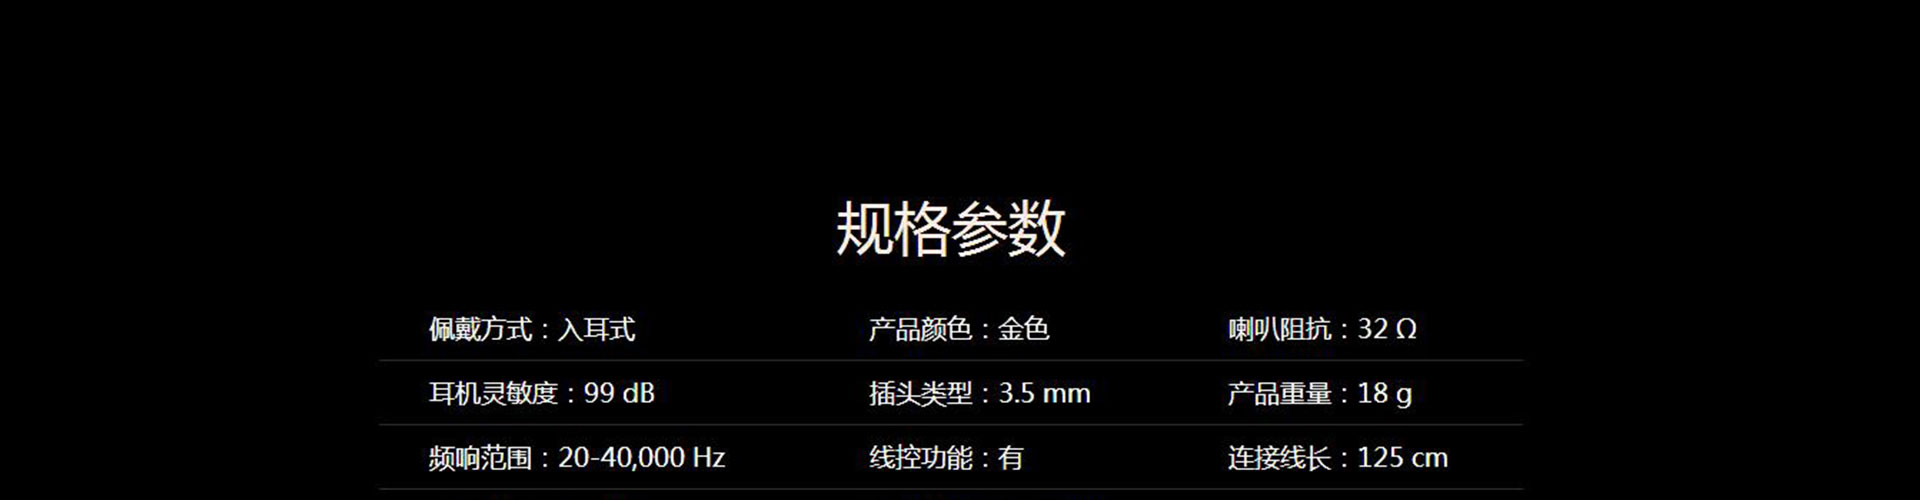 规格参数
佩戴方式：入耳式 产品颜色：金色 喇叭阻抗：32 Ω
耳机灵敏度：99 dB 插头类型：3.5 mm 产品重量：18 g
频响范围：20-40,000 Hz 线控功能：有 连接线长：125 cm